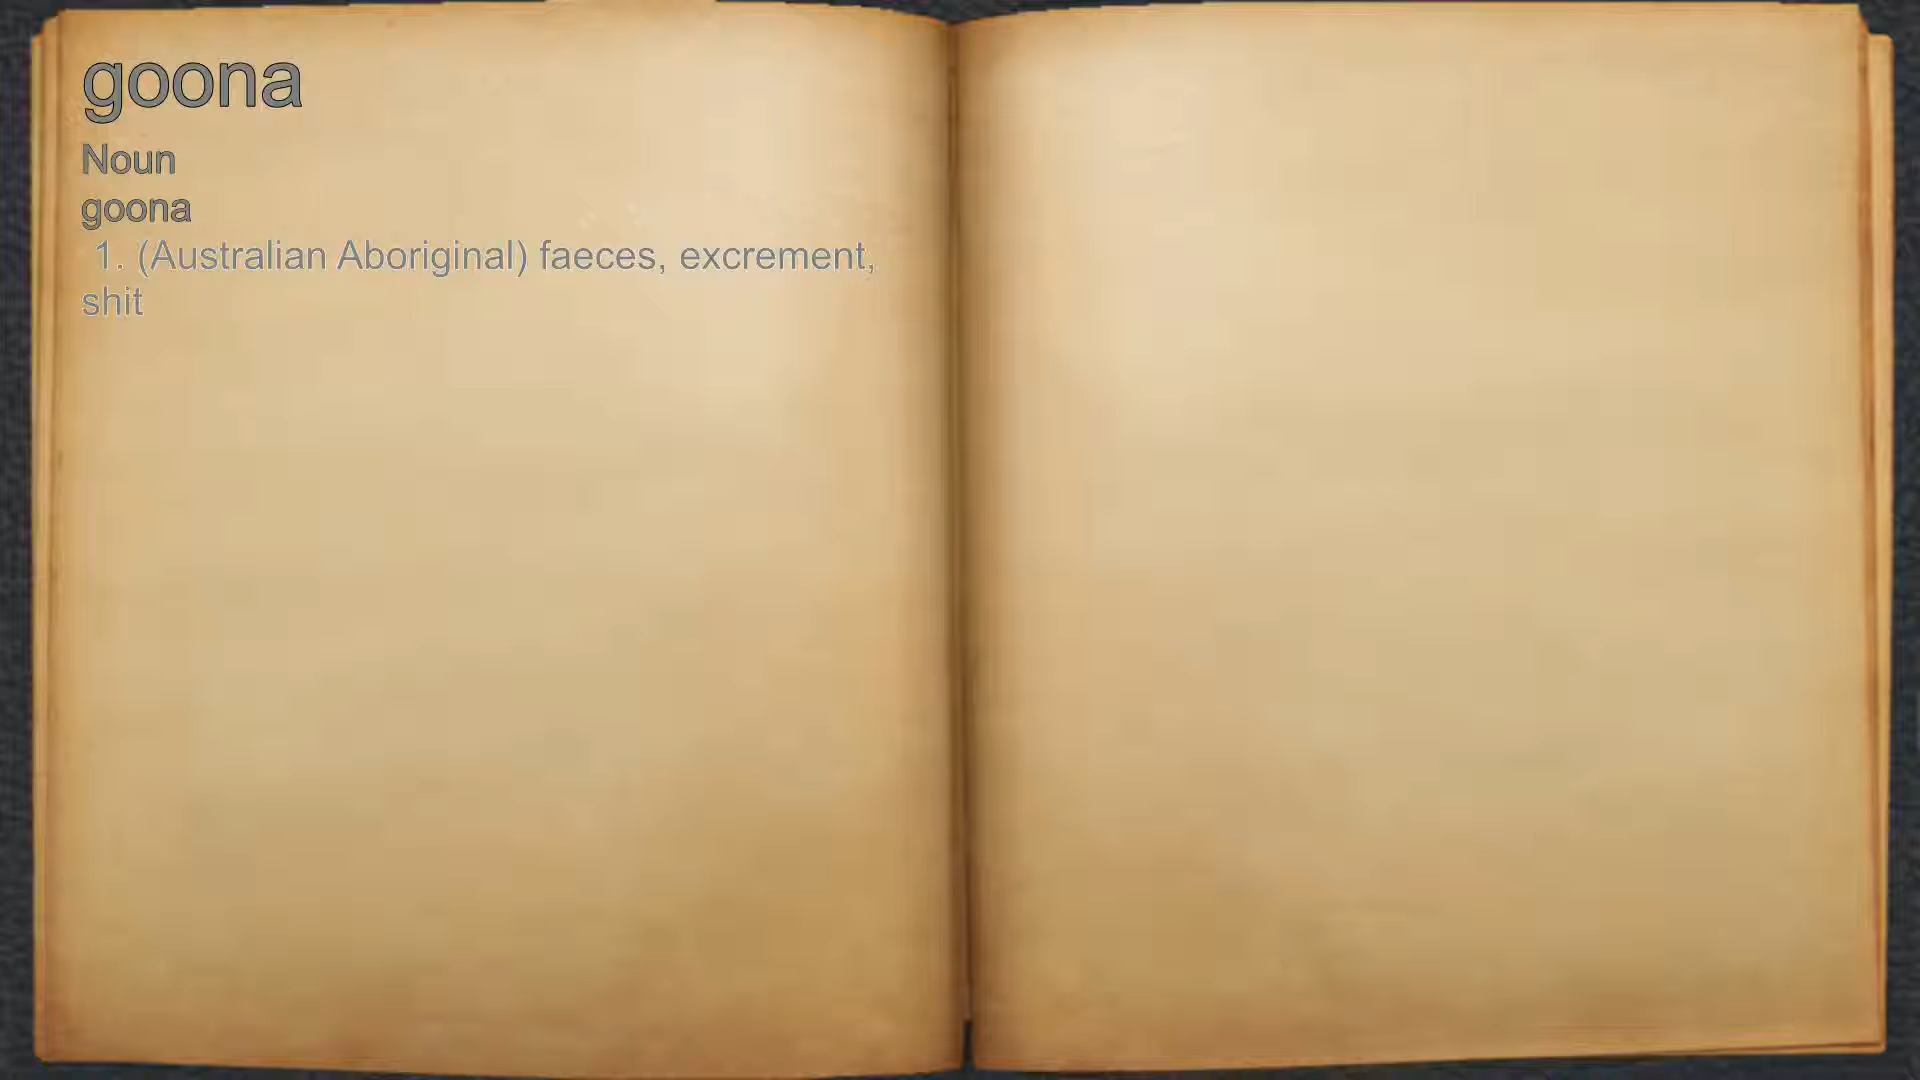 goona
Noun
goona
1. (Australian Aboriginal) faeces, excrement,
shit